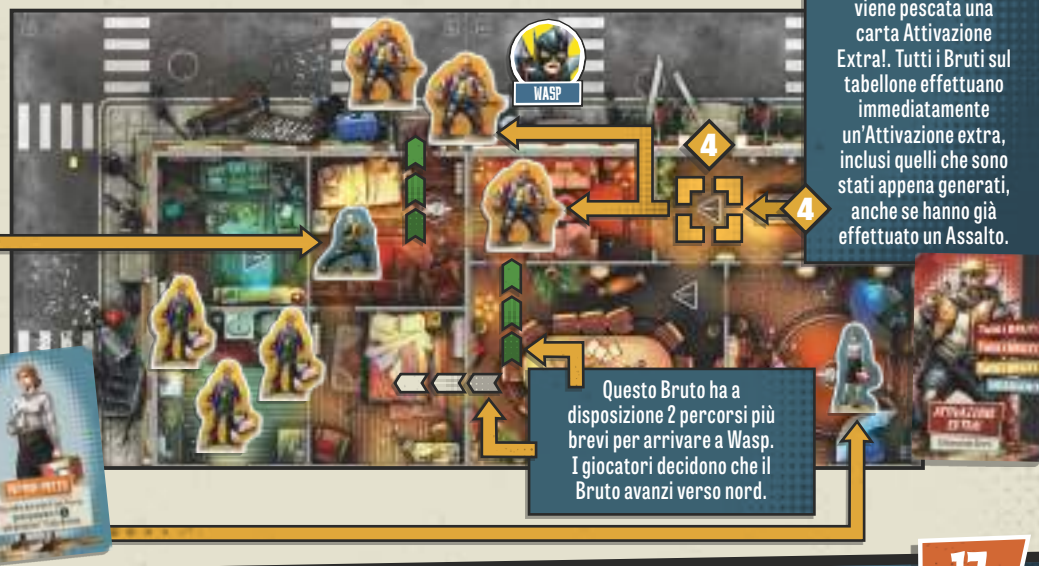 viene pescata una
carta Attivazione
Extra!. Tutti i Bruti sul
tabellone effettuano
immediatamente
un'Attivazione extra,
inclusi quelli che sono
stati appena generati,
anche se hanno già
effettuato un Assalto.
WASP
4
4
Questo Bruto ha a
disposizione 2 percorsi più
brevi per arrivare a Wasp.
I giocatori decidono che il
Bruto avanzi verso nord.
ATTIVAZIONE
EXTRA!
17